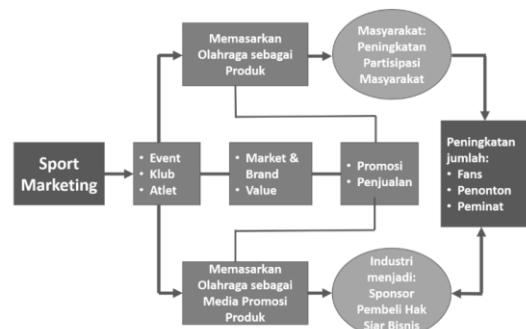 Memasarkan
Olahraga sebagai
Produk
Masyarakat:
Peningkatan
Partisipasi
Masyarakat
Sport
Marketing
• Event
• Klub
• Atlet
• Market &
Brand
• Value
• Promosi
• Penjualan
Peningkatan
jumlah:
• Fans
• Penonton
• Peminat
Memasarkan
Olahraga sebagai
Media Promosi
Produk
Industri
menjadi:
Sponsor
Pembeli Hak
Siar Bisnis